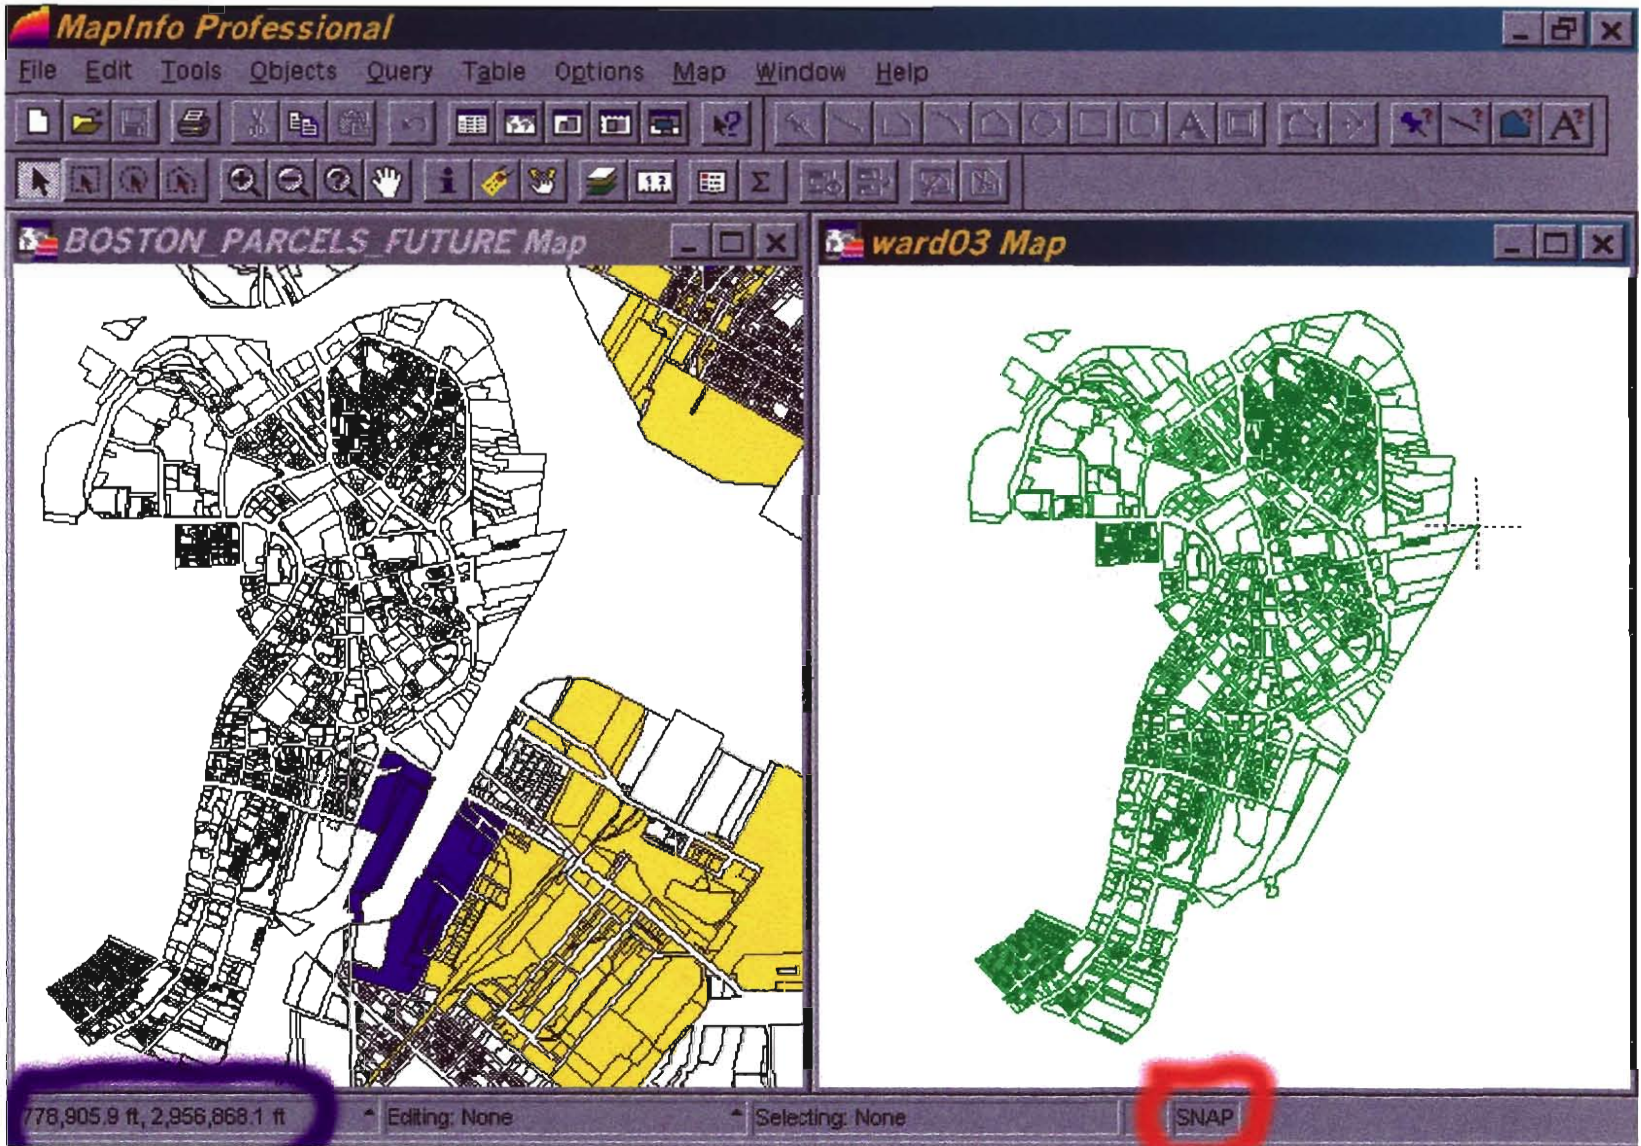 MapInfo Professional
File Edit Tools Objects Query Table Options Map Window Help
BOSTON_PARCELS_FUTURE Map
ward03 Map
778,905.9 ft, 2,956,868.1 ft Editing: None Selecting: None SNAP